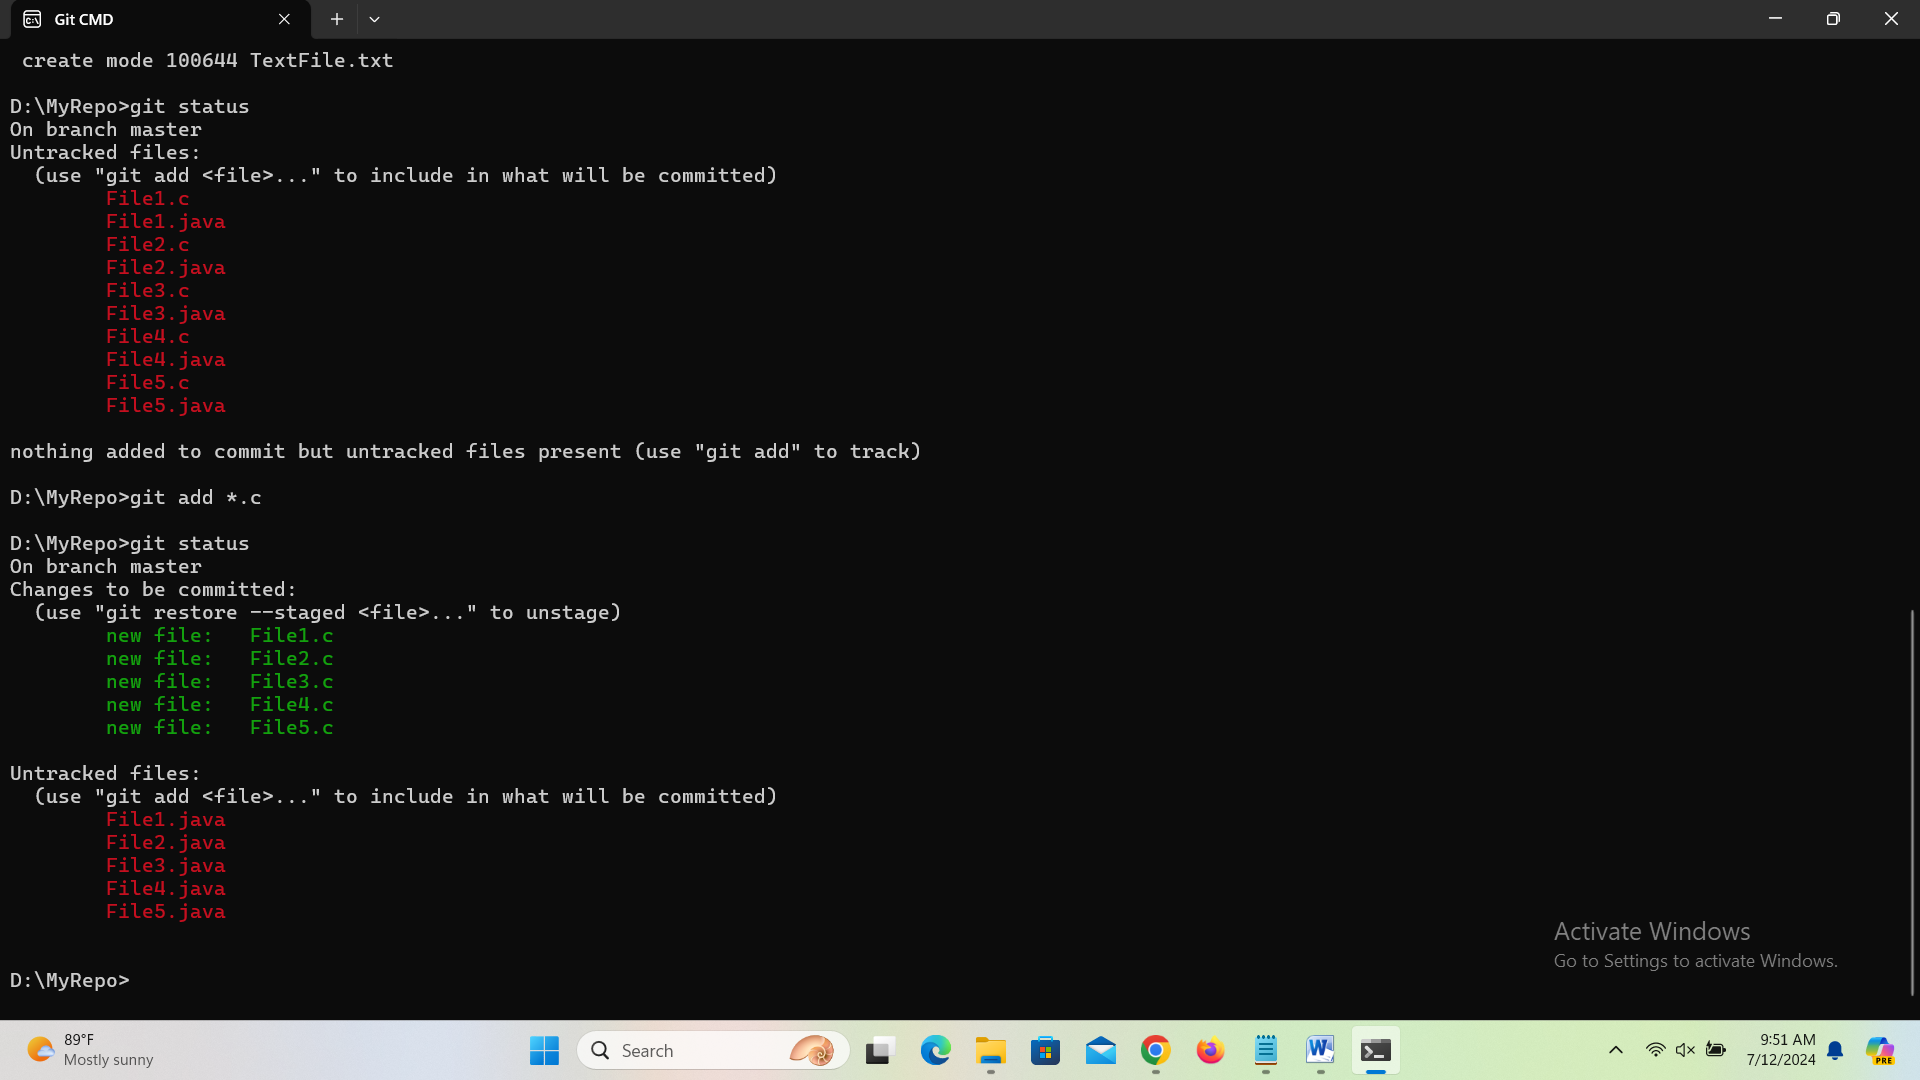 Git CMD
create mode 100644 TextFile.txt
D:\MyRepo>git status
On branch master
Untracked files:
(use "git add <file>..." to include in what will be committed)
File1.c
File1.java
File2.c
File2.java
File3.c
File3.java
File4.c
File4.java
File5.c
File5.java
nothing added to commit but untracked files present (use "git add" to track)
D:\MyRepo>git add *.c
D:\MyRepo>git status
On branch master
Changes to be committed:
(use "git restore --staged <file>..." to unstage)
new file:   File1.c
new file:   File2.c
new file:   File3.c
new file:   File4.c
new file:   File5.c
Untracked files:
(use "git add <file>..." to include in what will be committed)
File1.java
File2.java
File3.java
File4.java
File5.java
D:\MyRepo>
Activate Windows
Go to Settings to activate Windows.
89°F
Mostly sunny
Search
9:51 AM
7/12/2024
PRE